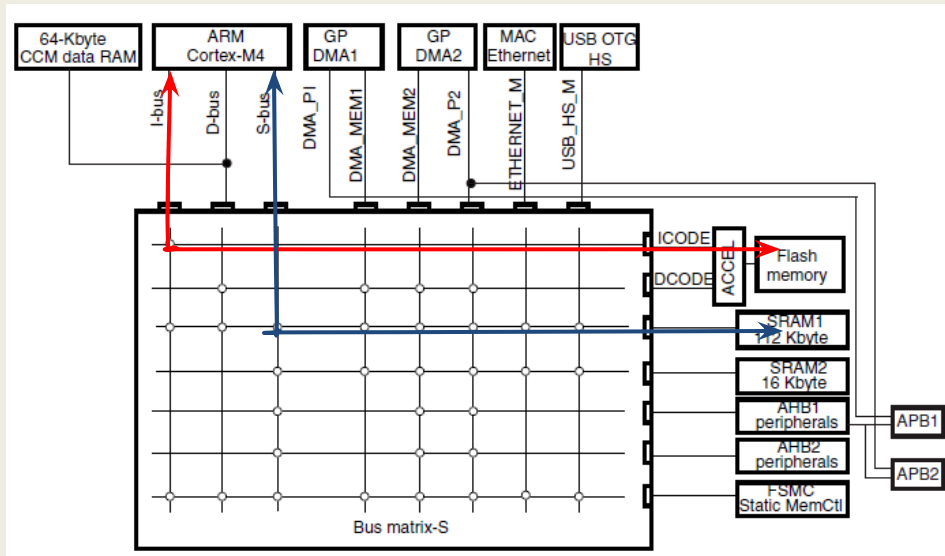 64-Kbyte
CCM data RAM
ARM
Cortex-M4
GP
DMA1
GP
DMA2
MAC
Ethernet
USB OTG
HS
I-bus
D-bus
S-bus
DMA_PI
DMA_MEM1
DMA_MEM2
DMA_P2
ETHERNET_M
USB_HS_M
ICODE
DCODE
ACCEL
Flash
memory
SRAM1
112 Kbyte
SRAM2
16 Kbyte
AHB1
peripherals
AHB2
peripherals
FSMC
Static MemCtl
APB1
APB2
Bus matrix-S